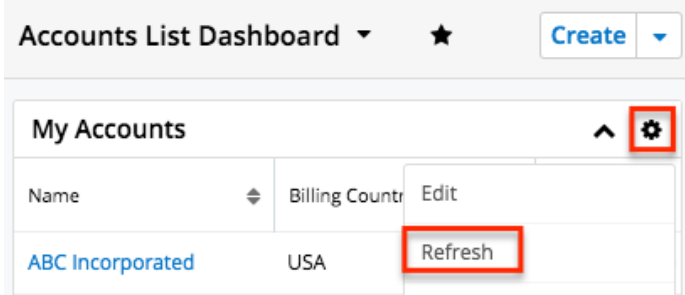 Accounts List Dashboard
Create
My Accounts
Name Billing Countr Edit
ABC Incorporated USA Refresh